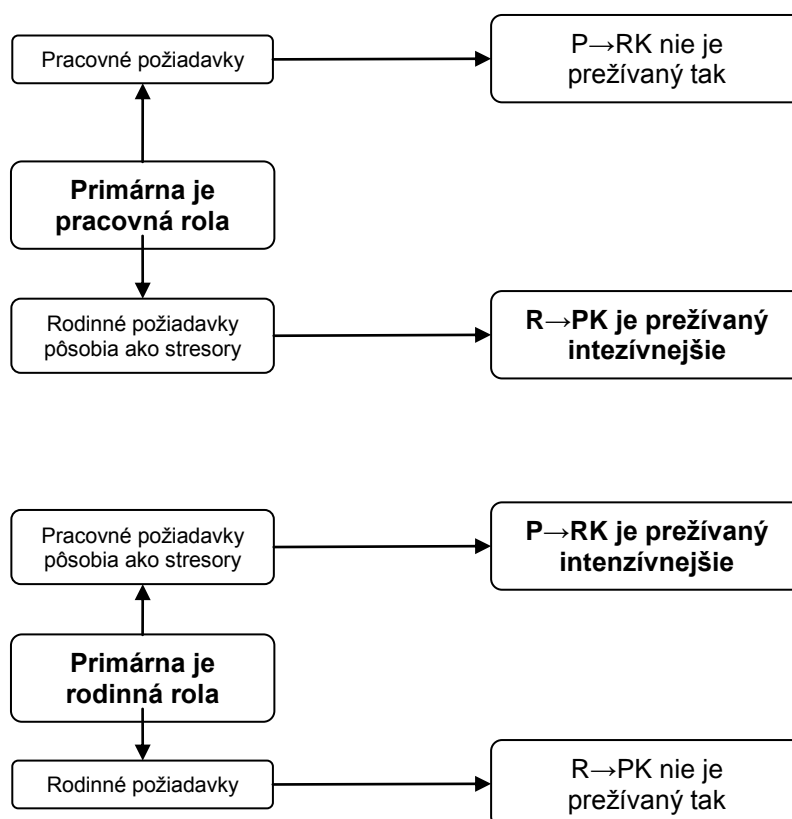 Pracovné požiadavky
P→RK nie je
prežívaný tak
Primárna je
pracovná rola
Rodinné požiadavky
pôsobia ako stresory
R→PK je prežívaný
intezívnejšie
Pracovné požiadavky
pôsobia ako stresory
P→RK je prežívaný
intenzívnejšie
Primárna je
rodinná rola
Rodinné požiadavky
R→PK nie je
prežívaný tak